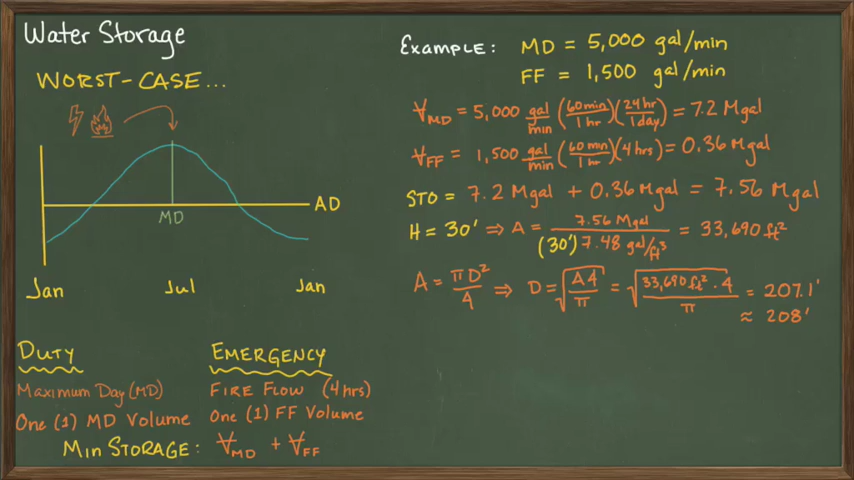 Water Storage
WORST-CASE...
AD
MD
Jan Jul Jan
DUTY
Maximum Day (MD)
One (1) MD Volume
EMERGENCY
FIRE FLOW (4 hrs)
One (1) FF Volume
Min STORAGE: V_MD + V_FF
Example: MD = 5,000 gal/min
FF = 1,500 gal/min
V_MD = 5,000 gal/min (60 min/1 hr)(24 hr/1 day) = 7.2 Mgal
V_FF = 1,500 gal/min (60 min/1 hr)(4 hrs) = 0.36 Mgal
STO = 7.2 Mgal + 0.36 Mgal = 7.56 Mgal
H = 30' ⇒ A = 7.56 Mgal/(30') 7.48 gal/ft³ = 33,690 ft²
A = πD²/4 ⇒ D = √(A4/π) = √(33,690 ft² · 4/π) = 207.1'
≈ 208'